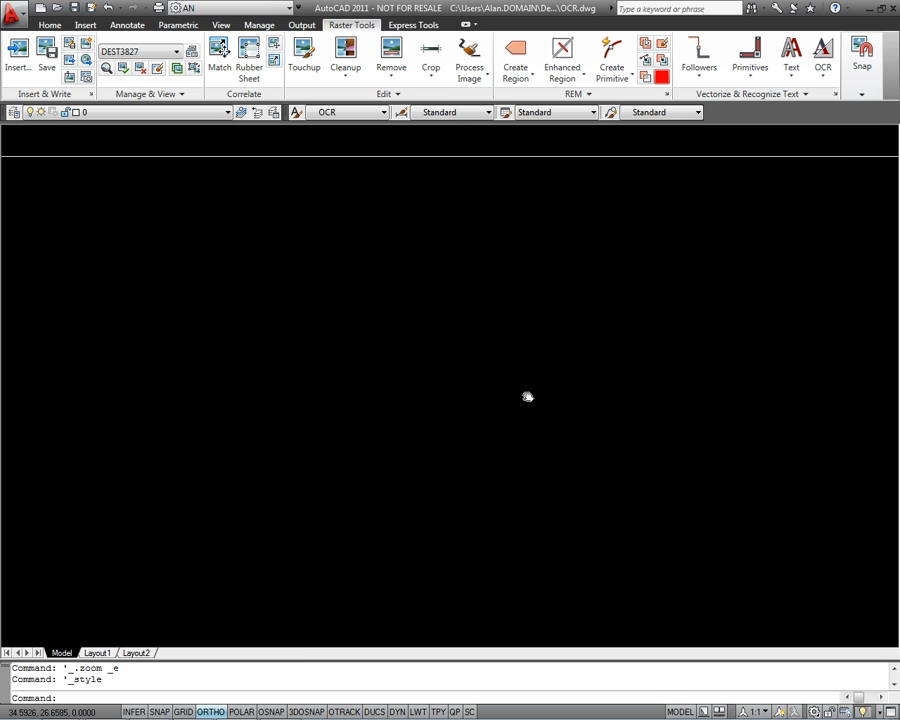 AN
AutoCAD 2011 - NOT FOR RESALE C:\Users\Alan.DOMAIN\De...\OCR.dwg
Type a keyword or phrase
Home Insert Annotate Parametric View Manage Output Raster Tools Express Tools
Insert... Save
DEST3827
Match Rubber Sheet
Touchup Cleanup Remove Crop Process Image
Create Region Enhanced Region Create Primitive
Followers Primitives Text OCR Snap
Insert & Write Manage & View Correlate Edit REM Vectorize & Recognize Text
0 OCR Standard Standard Standard
Model Layout1 Layout2
Command: '_.zoom _e
Command: '_style
Command:
34.5926, 26.6585, 0.0000 INFER SNAP GRID ORTHO POLAR OSNAP 3DOSNAP OTRACK DUCS DYN LWT TPY QP SC MODEL 1:1